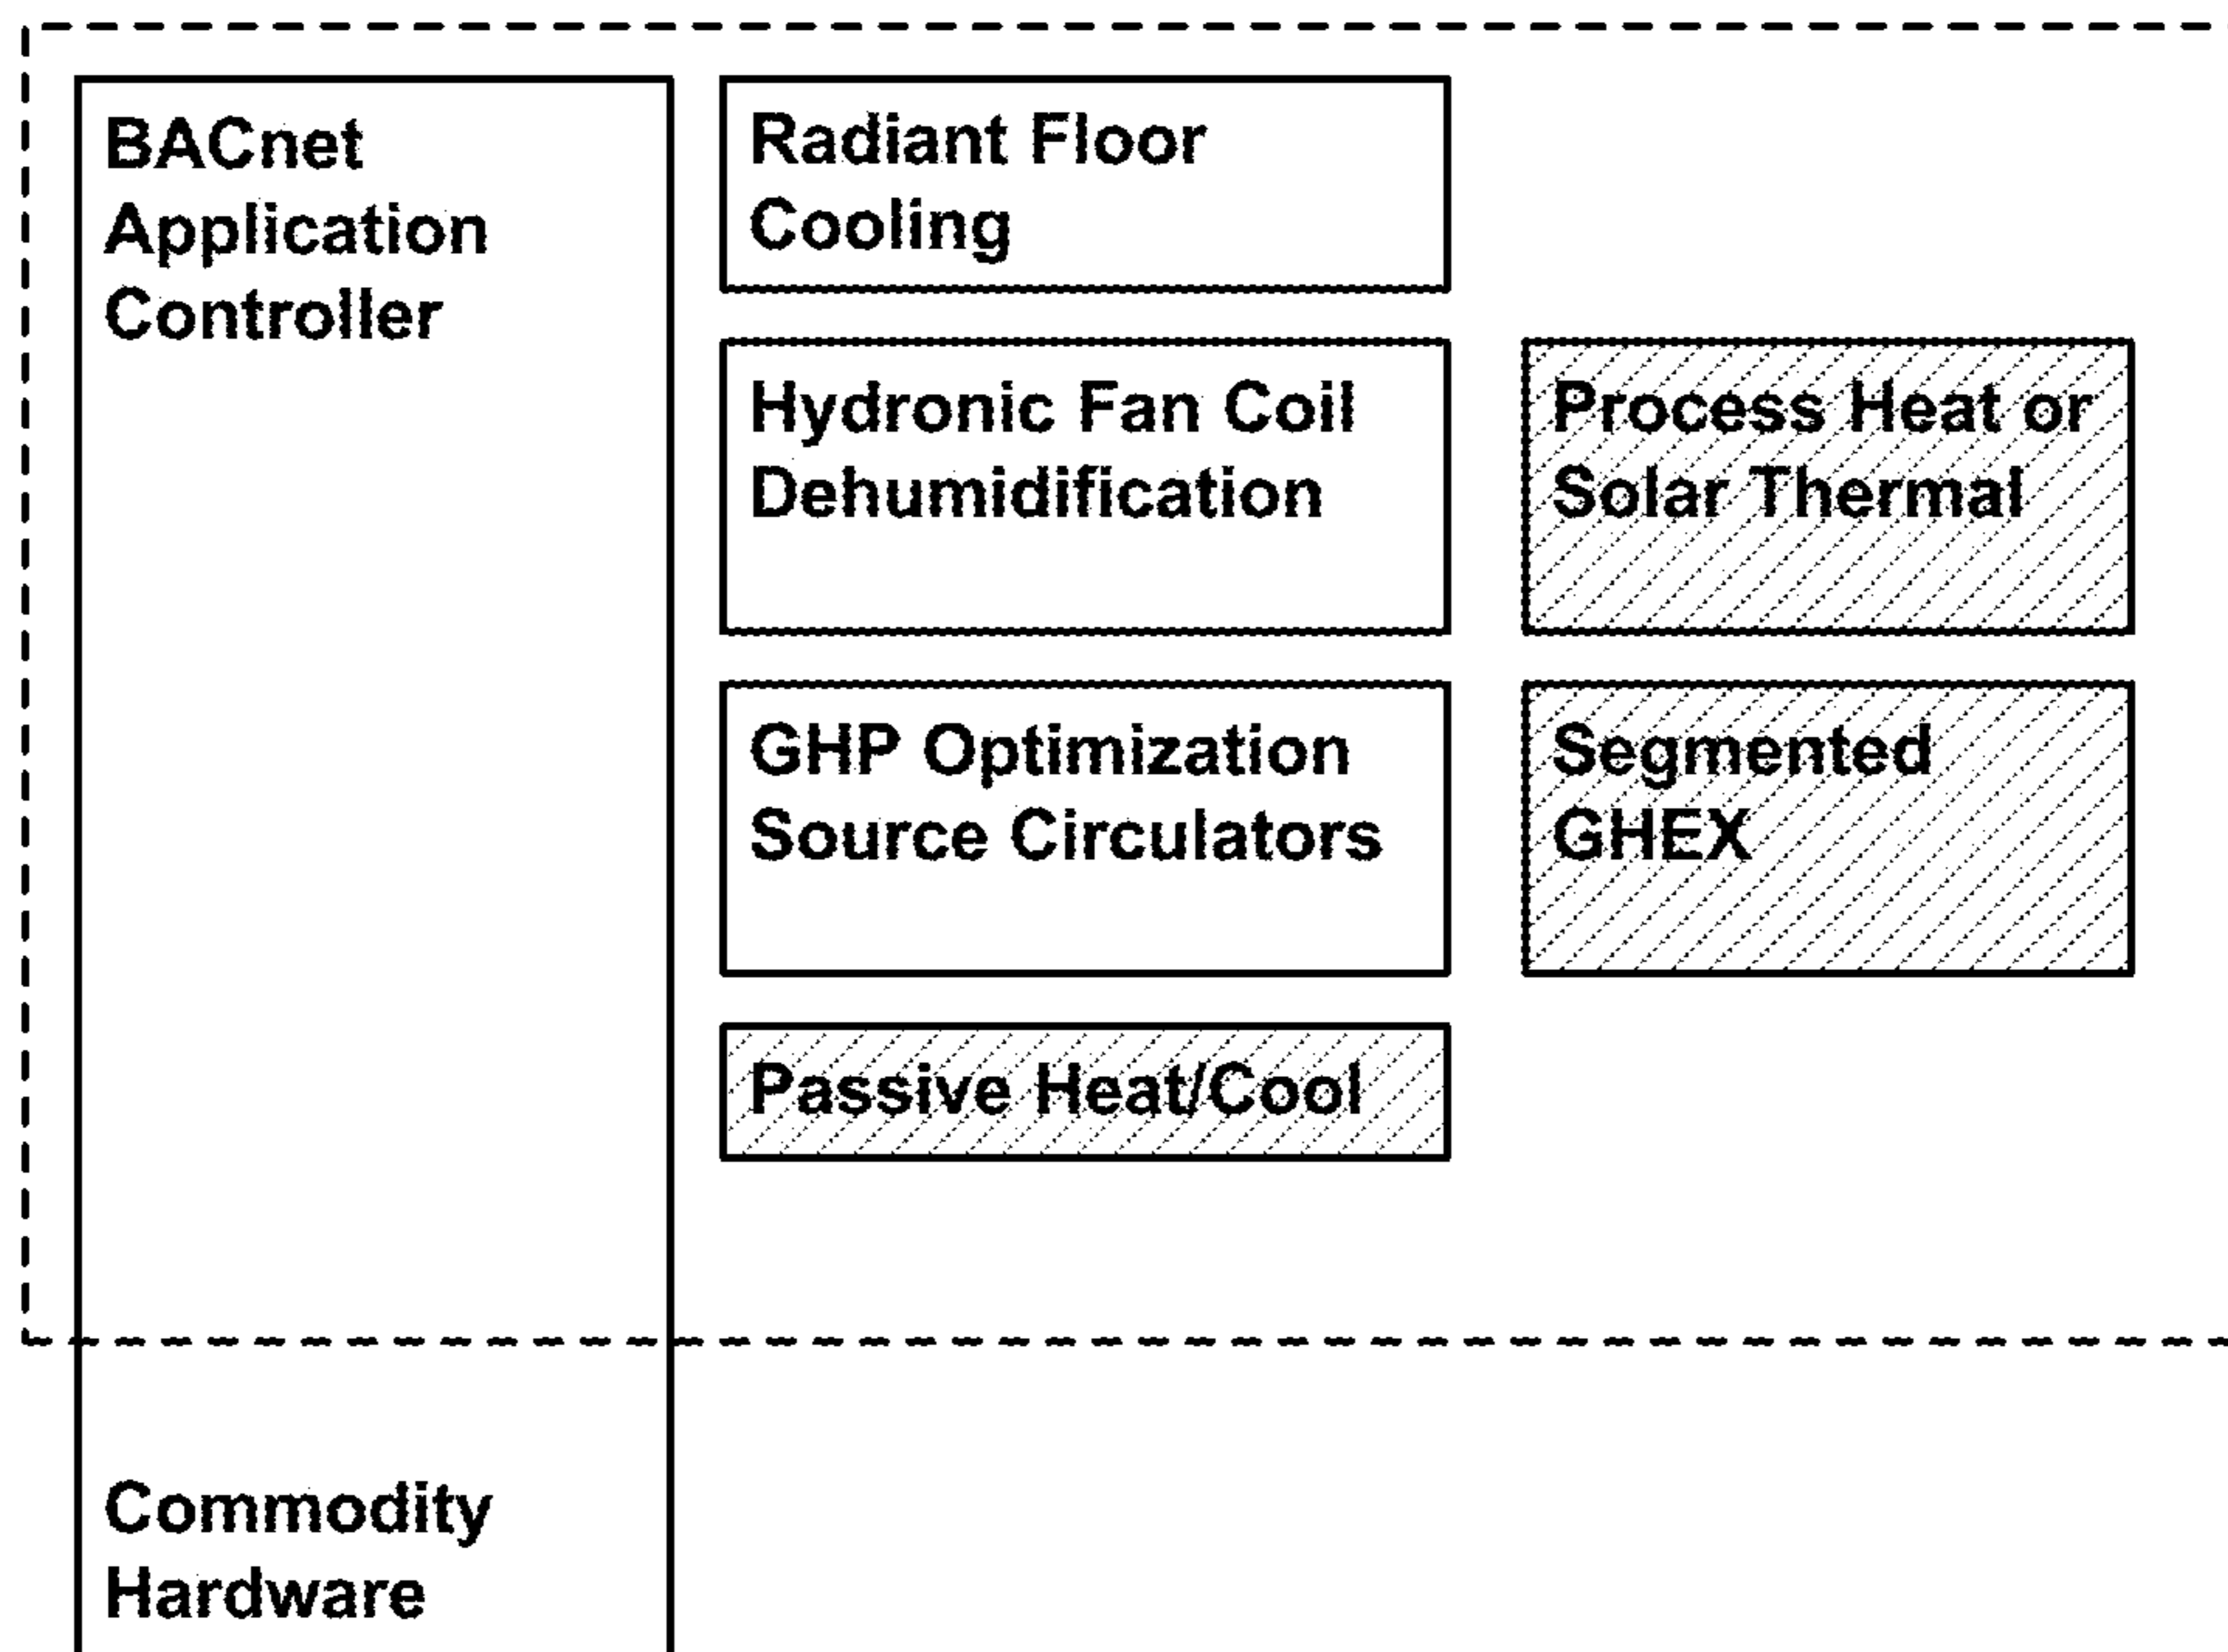 BACnet
Application
Controller
Radiant Floor
Cooling
Hydronic Fan Coil
Dehumidification
Process Heat or
Solar Thermal
GHP Optimization
Source Circulators
Segmented
GHEX
Passive Heat/Cool
Commodity
Hardware